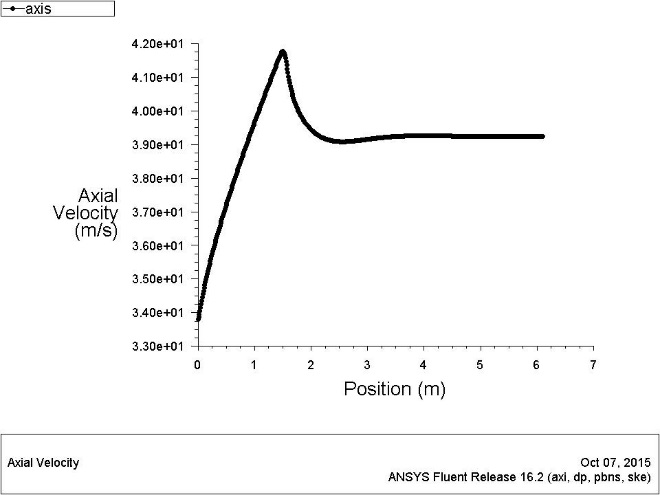 axis
4.20e+01
4.10e+01
4.00e+01
3.90e+01
3.80e+01
3.70e+01
3.60e+01
3.50e+01
3.40e+01
3.30e+01
Axial
Velocity
(m/s)
0 1 2 3 4 5 6 7
Position (m)
Axial Velocity
Oct 07, 2015
ANSYS Fluent Release 16.2 (axi, dp, pbns, ske)